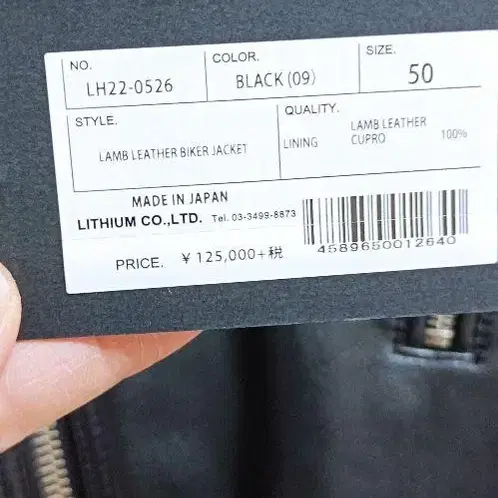 NO.
LH22-0526
COLOR.
BLACK (09)
SIZE.
50
STYLE.
LAMB LEATHER BIKER JACKET
QUALITY.
LAMB LEATHER
LINING CUPRO 100%
MADE IN JAPAN
LITHIUM CO.,LTD. Tel. 03-3499-8873
PRICE. ¥ 125,000+税
4589650012640